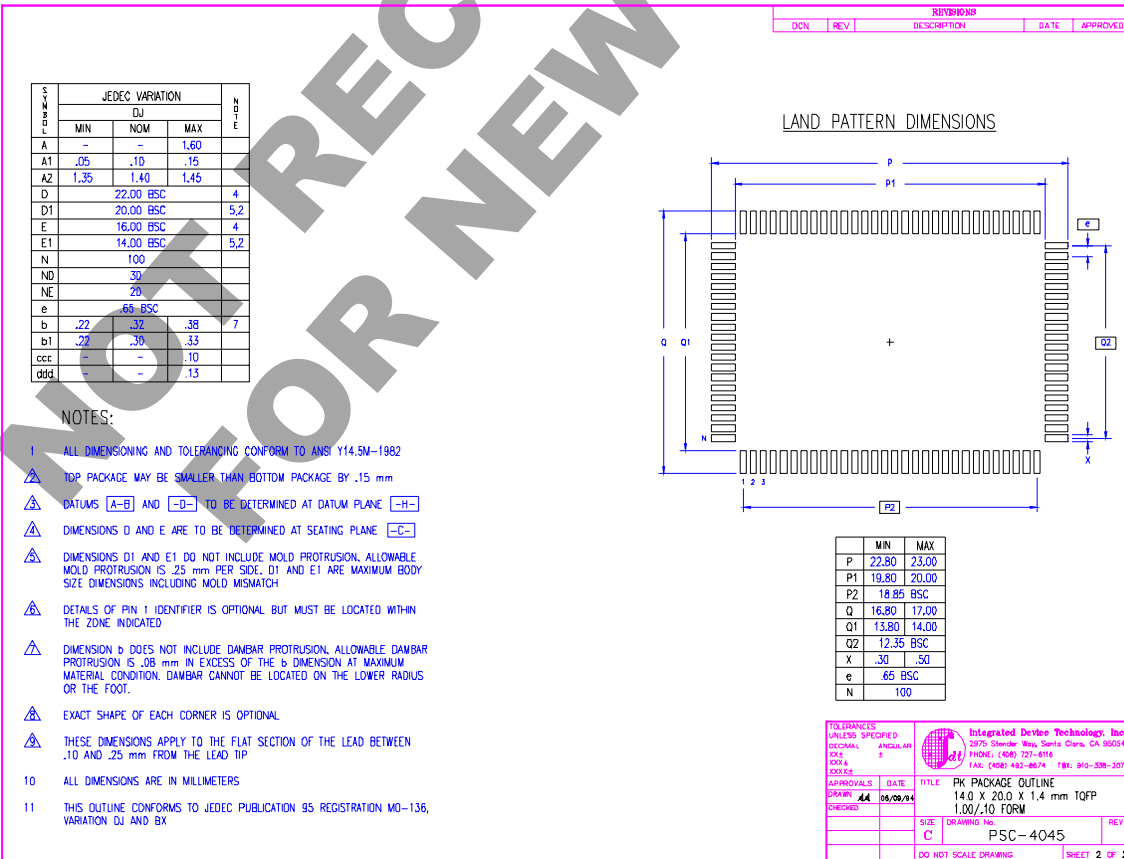 REVISIONS
DCN REV DESCRIPTION DATE APPROVED
SYMBOL JEDEC VARIATION NOTE
DJ
MIN NOM MAX
A - - 1.60
A1 .05 .10 .15
A2 1.35 1.40 1.45
D 22.00 BSC 4
D1 20.00 BSC 5,2
E 16.00 BSC 4
E1 14.00 BSC 5,2
N 100
ND 30
NE 20
e .65 BSC
b .22 .32 .38 7
b1 .22 .30 .33
ccc - - .10
ddd - - .13
NOT REC
FOR NEW
NOTES:
1 ALL DIMENSIONING AND TOLERANCING CONFORM TO ANSI Y14.5M-1982
2 TOP PACKAGE MAY BE SMALLER THAN BOTTOM PACKAGE BY .15 mm
3 DATUMS A-B AND -D- TO BE DETERMINED AT DATUM PLANE -H-
4 DIMENSIONS D AND E ARE TO BE DETERMINED AT SEATING PLANE -C-
5 DIMENSIONS D1 AND E1 DO NOT INCLUDE MOLD PROTRUSION. ALLOWABLE
MOLD PROTRUSION IS .25 mm PER SIDE. D1 AND E1 ARE MAXIMUM BODY
SIZE DIMENSIONS INCLUDING MOLD MISMATCH
6 DETAILS OF PIN 1 IDENTIFIER IS OPTIONAL BUT MUST BE LOCATED WITHIN
THE ZONE INDICATED
7 DIMENSION b DOES NOT INCLUDE DAMBAR PROTRUSION. ALLOWABLE DAMBAR
PROTRUSION IS .08 mm IN EXCESS OF THE b DIMENSION AT MAXIMUM
MATERIAL CONDITION. DAMBAR CANNOT BE LOCATED ON THE LOWER RADIUS
OR THE FOOT.
8 EXACT SHAPE OF EACH CORNER IS OPTIONAL
9 THESE DIMENSIONS APPLY TO THE FLAT SECTION OF THE LEAD BETWEEN
.10 AND .25 mm FROM THE LEAD TIP
10 ALL DIMENSIONS ARE IN MILLIMETERS
11 THIS OUTLINE CONFORMS TO JEDEC PUBLICATION 95 REGISTRATION MO-136,
VARIATION DJ AND BX
LAND PATTERN DIMENSIONS
P
P1
e
Q Q1 Q2
N
X
1 2 3
P2
MIN MAX
P 22.80 23.00
P1 19.80 20.00
P2 18.85 BSC
Q 16.80 17.00
Q1 13.80 14.00
Q2 12.35 BSC
X .30 .50
e .65 BSC
N 100
TOLERANCES
UNLESS SPECIFIED
DECIMAL ANGULAR
XX± ±
XXX±
XXXX±
idt
Integrated Device Technology, Inc
2975 Stender Way, Santa Clara, CA 95054
PHONE: (408) 727-6116
FAX: (408) 492-8674 TWX: 910-338-207
APPROVALS DATE
DRAWN 06/09/94
CHECKED
TITLE PK PACKAGE OUTLINE
14.0 X 20.0 X 1.4 mm TQFP
1.00/.10 FORM
SIZE DRAWING No. REV
C PSC-4045
DO NOT SCALE DRAWING SHEET 2 OF